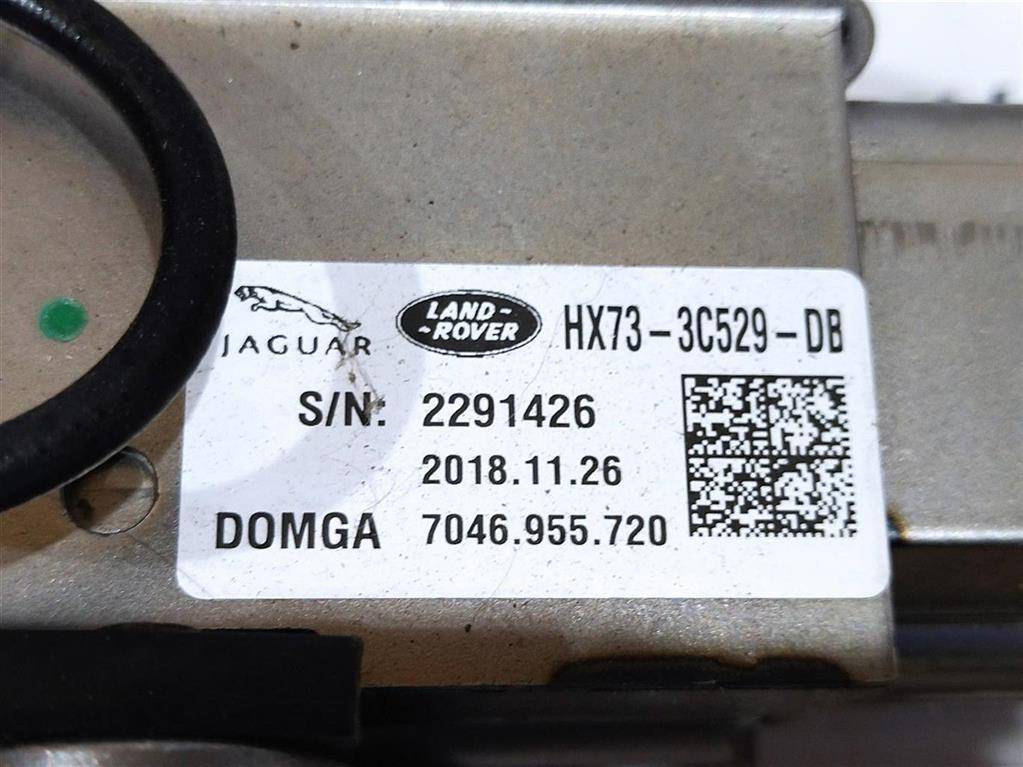 JAGUAR
LAND-
~ROVER
HX73-3C529-DB
S/N: 2291426
2018.11.26
DOMGA 7046.955.720